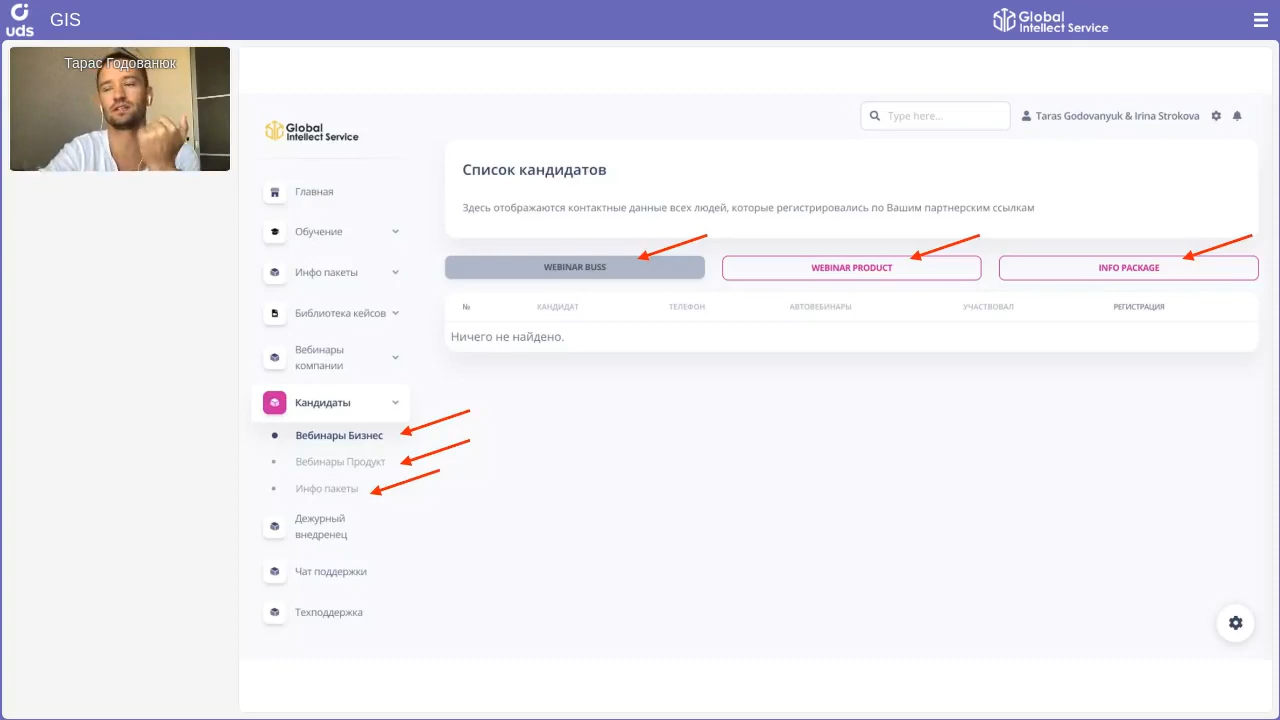 uds
GIS
Global
Intellect Service
Тарас Годованюк
Global
Intellect Service
Type here...
Taras Godovanyuk & Irina Strokova
Главная
Обучение
Инфо пакеты
Библиотека кейсов
Вебинары
компании
Кандидаты
Вебинары Бизнес
Вебинары Продукт
Инфо пакеты
Дежурный
внедренец
Чат поддержки
Техподдержка
Список кандидатов
Здесь отображаются контактные данные всех людей, которые регистрировались по Вашим партнерским ссылкам
WEBINAR BUSS
WEBINAR PRODUCT
INFO PACKAGE
№ КАНДИДАТ ТЕЛЕФОН АВТОВЕБИНАРЫ УЧАСТВОВАЛ РЕГИСТРАЦИЯ
Ничего не найдено.